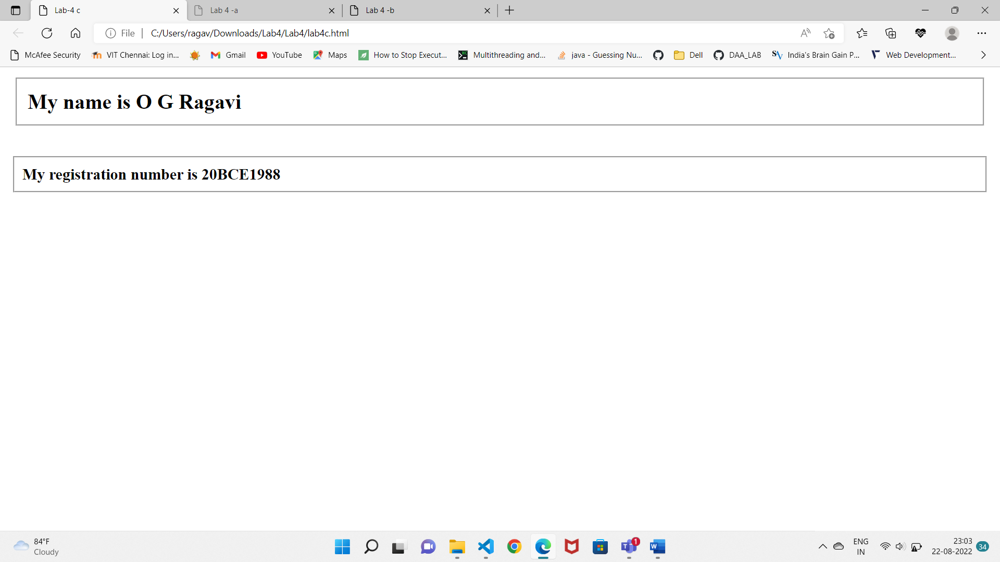 Lab-4 c
Lab 4 -a
Lab 4 -b
File
C:/Users/ragav/Downloads/Lab4/Lab4/lab4c.html
McAfee Security
VIT Chennai: Log in...
Gmail
YouTube
Maps
How to Stop Execut...
Multithreading and...
java - Guessing Nu...
Dell
DAA_LAB
India's Brain Gain P...
Web Development...
My name is O G Ragavi
My registration number is 20BCE1988
84°F
Cloudy
1
ENG
IN
23:03
22-08-2022
34